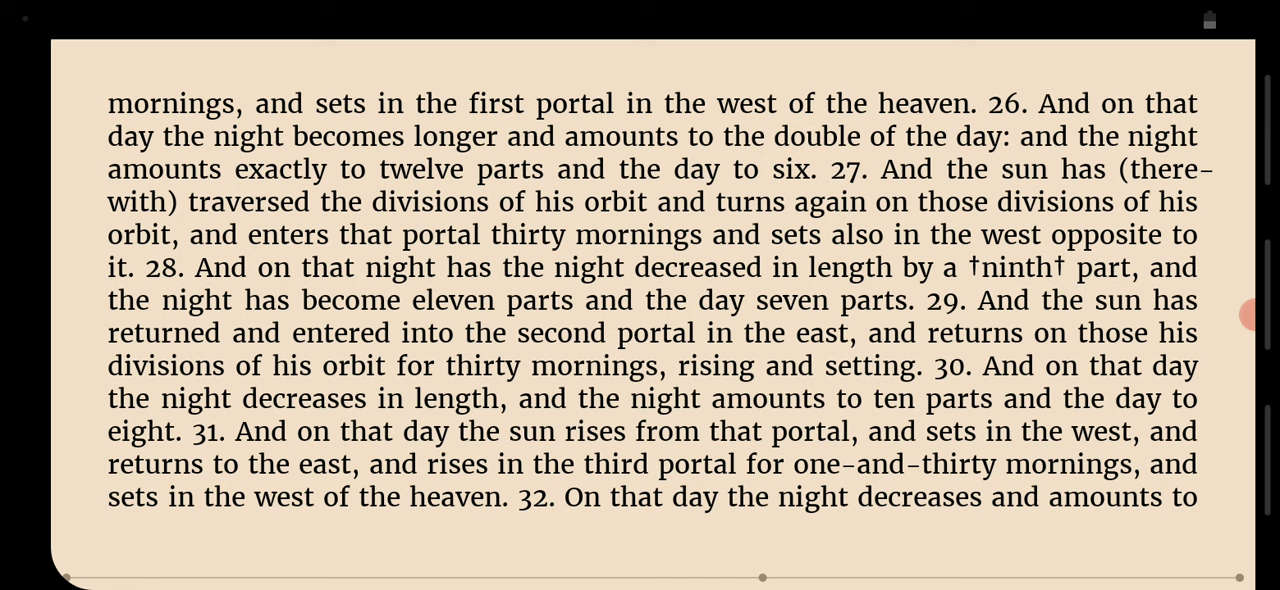 mornings, and sets in the first portal in the west of the heaven. 26. And on that
day the night becomes longer and amounts to the double of the day: and the night
amounts exactly to twelve parts and the day to six. 27. And the sun has (there-
with) traversed the divisions of his orbit and turns again on those divisions of his
orbit, and enters that portal thirty mornings and sets also in the west opposite to
it. 28. And on that night has the night decreased in length by a †ninth† part, and
the night has become eleven parts and the day seven parts. 29. And the sun has
returned and entered into the second portal in the east, and returns on those his
divisions of his orbit for thirty mornings, rising and setting. 30. And on that day
the night decreases in length, and the night amounts to ten parts and the day to
eight. 31. And on that day the sun rises from that portal, and sets in the west, and
returns to the east, and rises in the third portal for one-and-thirty mornings, and
sets in the west of the heaven. 32. On that day the night decreases and amounts to